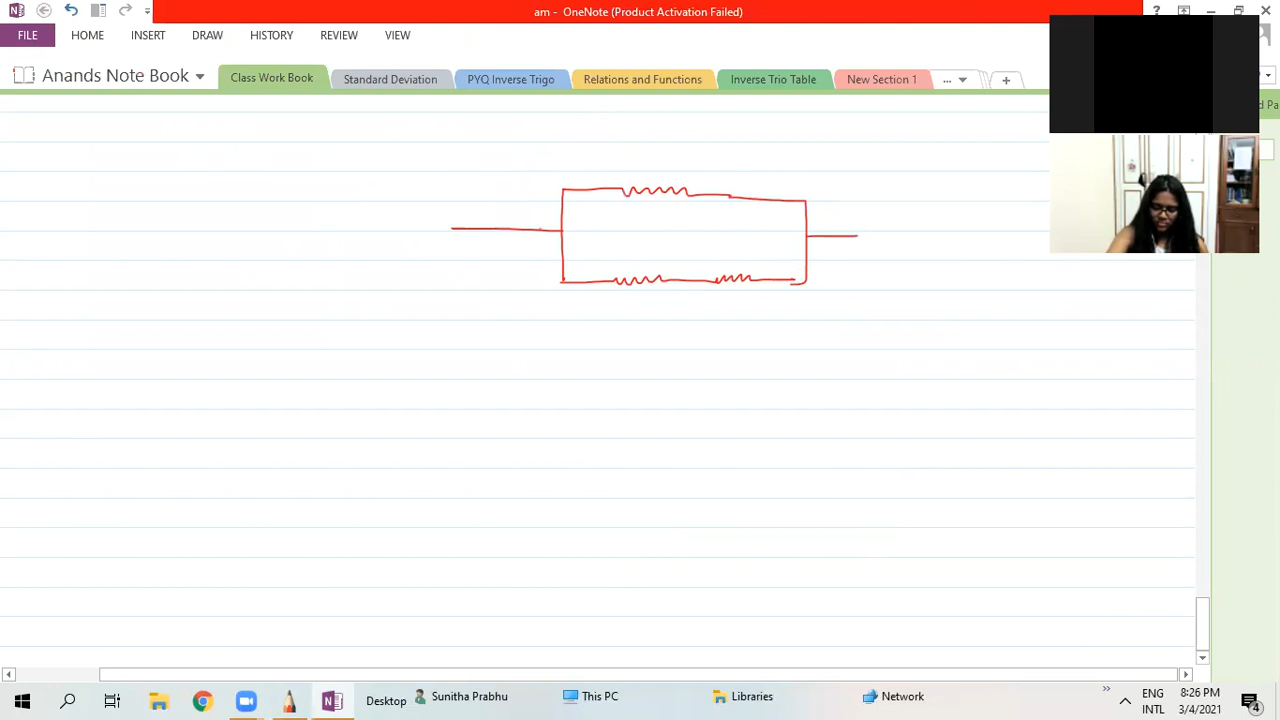 am - OneNote (Product Activation Failed)
?
FILE HOME INSERT DRAW HISTORY REVIEW VIEW
Anands Note Book Class Work Book Standard Deviation PYQ Inverse Trigo Relations and Functions Inverse Trio Table New Section 1 ... +
d Pa
Desktop Sunitha Prabhu This PC Libraries Network » ENG 8:26 PM
INTL 3/4/2021 4